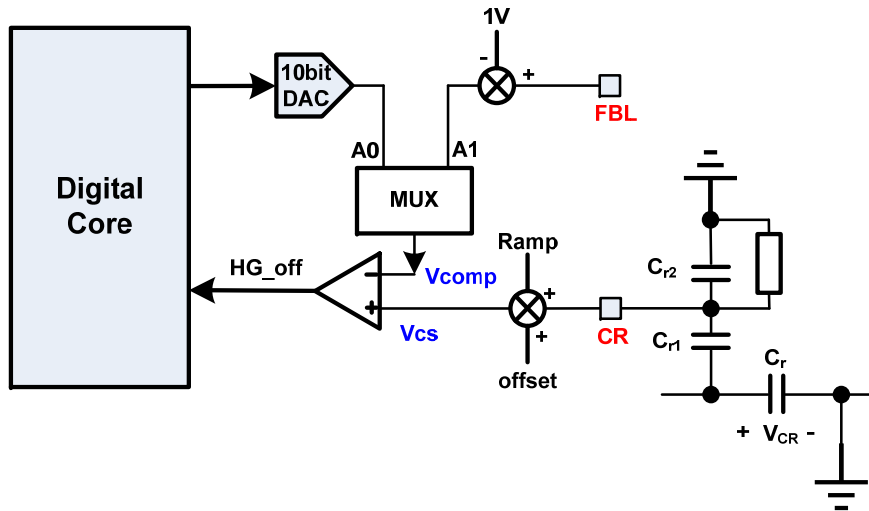 1V
10bit
DAC
-
+
FBL
A0
A1
Digital
Core
MUX
Ramp
HG_off
Vcomp
Vcs
+
+
-
+
CR
offset
Cr2
Cr1
Cr
+ VCR -